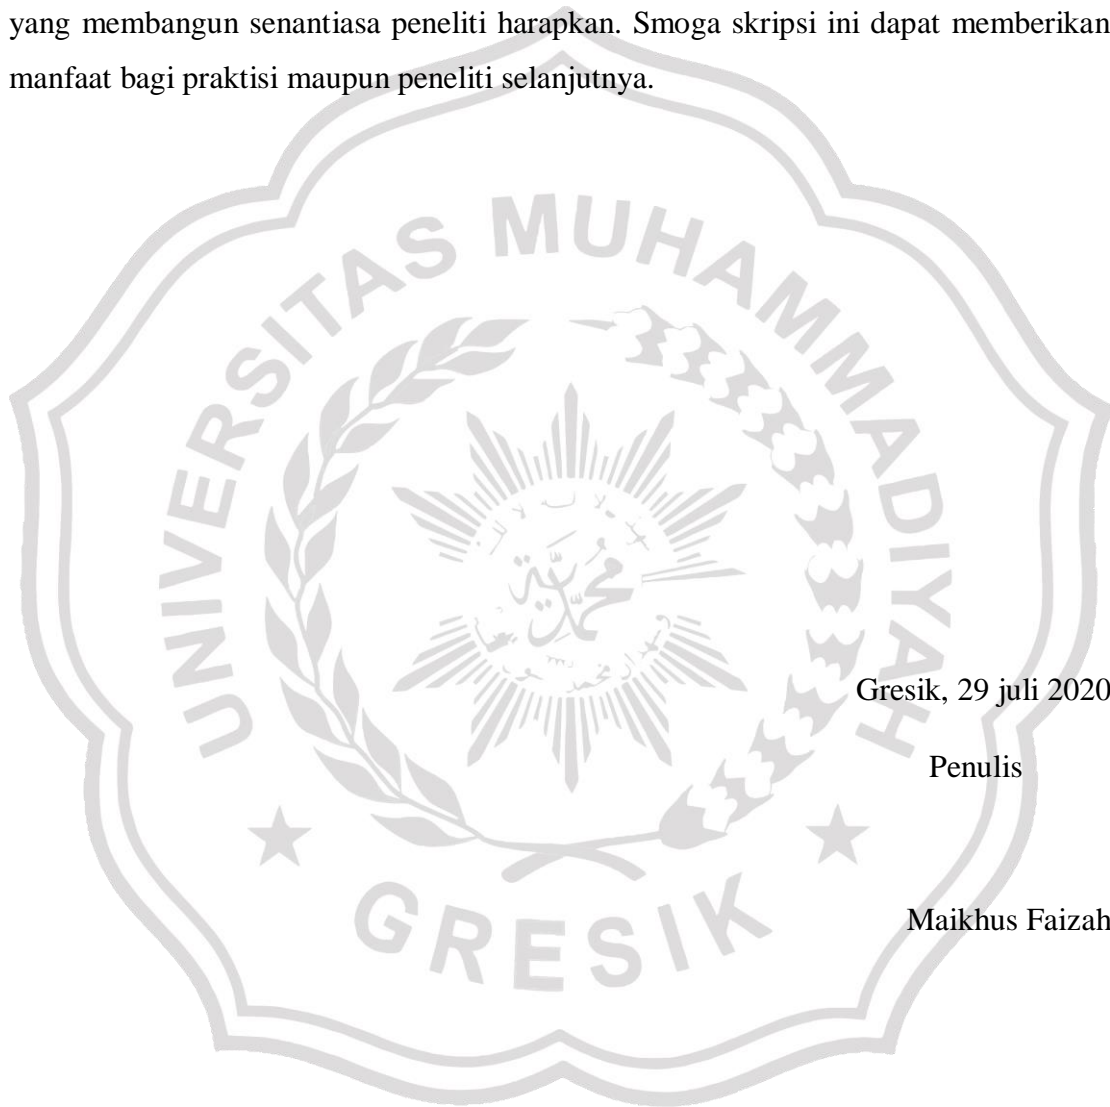 yang membangun senantiasa peneliti harapkan. Smoga skripsi ini dapat memberikan
manfaat bagi praktisi maupun peneliti selanjutnya.
UNIVERSITAS MUHAMMADIYAH
محمدية
Gresik, 29 juli 2020
Penulis
GRESIK
Maikhus Faizah